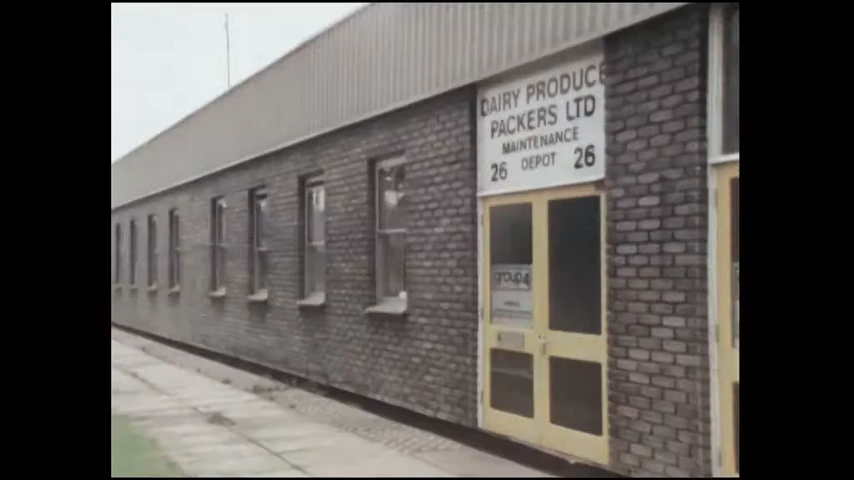 DAIRY PRODUCE
PACKERS LTD
MAINTENANCE
26 DEPOT 26
group4